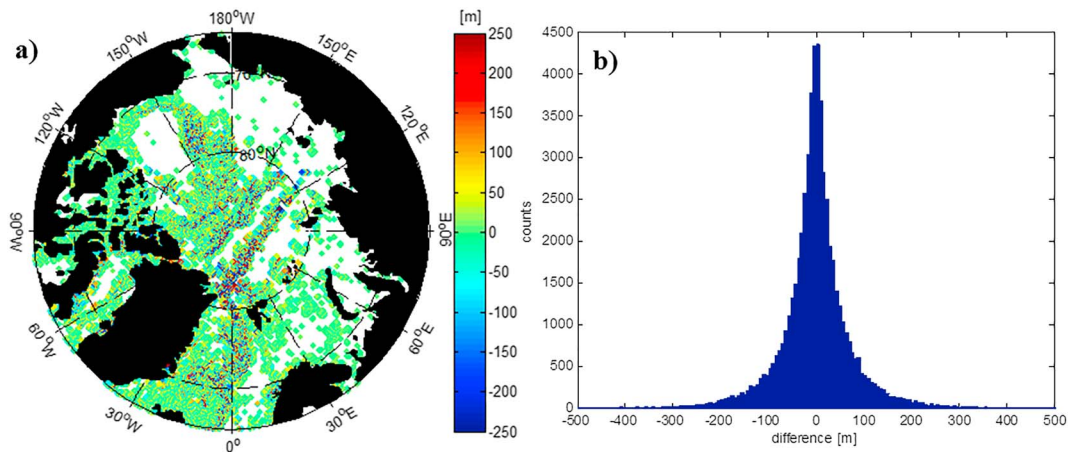 a)
180°W
150°W
150°E
120°W
120°E
70°N
80°N
90°W
90°E
60°W
60°E
30°W
30°E
0°
[m]
250
200
150
100
50
0
-50
-100
-150
-200
-250
b)
4500
4000
3500
3000
2500
2000
1500
1000
500
0
counts
-500 -400 -300 -200 -100 0 100 200 300 400 500
difference [m]